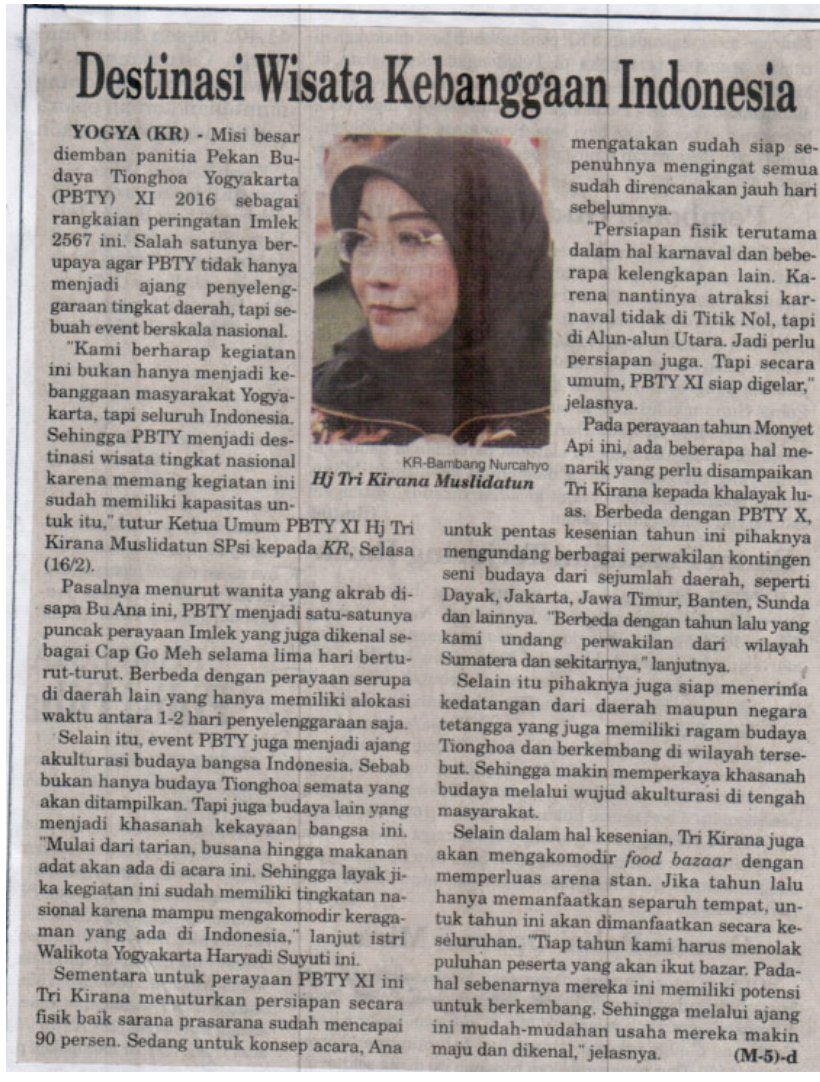 Destinasi Wisata Kebanggaan Indonesia
YOGYA (KR) - Misi besar
diemban panitia Pekan Bu-
daya Tionghoa Yogyakarta
(PBTY) XI 2016 sebagai
rangkaian peringatan Imlek
2567 ini. Salah satunya ber-
upaya agar PBTY tidak hanya
menjadi ajang penyeleng-
garaan tingkat daerah, tapi se-
buah event berskala nasional.
"Kami berharap kegiatan
ini bukan hanya menjadi ke-
banggaan masyarakat Yogya-
karta, tapi seluruh Indonesia.
Sehingga PBTY menjadi des-
tinasi wisata tingkat nasional
karena memang kegiatan ini
sudah memiliki kapasitas un-
tuk itu," tutur Ketua Umum PBTY XI Hj Tri
Kirana Muslidatun SPsi kepada KR, Selasa
(16/2).
Pasalnya menurut wanita yang akrab di-
sapa Bu Ana ini, PBTY menjadi satu-satunya
puncak perayaan Imlek yang juga dikenal se-
bagai Cap Go Meh selama lima hari bertu-
rut-turut. Berbeda dengan perayaan serupa
di daerah lain yang hanya memiliki alokasi
waktu antara 1-2 hari penyelenggaraan saja.
Selain itu, event PBTY juga menjadi ajang
akulturasi budaya bangsa Indonesia. Sebab
bukan hanya budaya Tionghoa semata yang
akan ditampilkan. Tapi juga budaya lain yang
menjadi khasanah kekayaan bangsa ini.
"Mulai dari tarian, busana hingga makanan
adat akan ada di acara ini. Sehingga layak ji-
ka kegiatan ini sudah memiliki tingkatan na-
sional karena mampu mengakomodir keraga-
man yang ada di Indonesia," lanjut istri
Walikota Yogyakarta Haryadi Suyuti ini.
Sementara untuk perayaan PBTY XI ini
Tri Kirana menuturkan persiapan secara
fisik baik sarana prasarana sudah mencapai
90 persen. Sedang untuk konsep acara, Ana
KR-Bambang Nurcahyo
Hj Tri Kirana Muslidatun
mengatakan sudah siap se-
penuhnya mengingat semua
sudah direncanakan jauh hari
sebelumnya.
"Persiapan fisik terutama
dalam hal karnaval dan bebe-
rapa kelengkapan lain. Ka-
rena nantinya atraksi kar-
naval tidak di Titik Nol, tapi
di Alun-alun Utara. Jadi perlu
persiapan juga. Tapi secara
umum, PBTY XI siap digelar,"
jelasnya.
Pada perayaan tahun Monyet
Api ini, ada beberapa hal me-
narik yang perlu disampaikan
Tri Kirana kepada khalayak lu-
as. Berbeda dengan PBTY X,
untuk pentas kesenian tahun ini pihaknya
mengundang berbagai perwakilan kontingen
seni budaya dari sejumlah daerah, seperti
Dayak, Jakarta, Jawa Timur, Banten, Sunda
dan lainnya. "Berbeda dengan tahun lalu yang
kami undang perwakilan dari wilayah
Sumatera dan sekitarnya," lanjutnya.
Selain itu pihaknya juga siap menerima
kedatangan dari daerah maupun negara
tetangga yang juga memiliki ragam budaya
Tionghoa dan berkembang di wilayah terse-
but. Sehingga makin memperkaya khasanah
budaya melalui wujud akulturasi di tengah
masyarakat.
Selain dalam hal kesenian, Tri Kirana juga
akan mengakomodir food bazaar dengan
memperluas arena stan. Jika tahun lalu
hanya memanfaatkan separuh tempat, un-
tuk tahun ini akan dimanfaatkan secara ke-
seluruhan. "Tiap tahun kami harus menolak
puluhan peserta yang akan ikut bazar. Pada-
hal sebenarnya mereka ini memiliki potensi
untuk berkembang. Sehingga melalui ajang
ini mudah-mudahan usaha mereka makin
maju dan dikenal," jelasnya. (M-5)-d